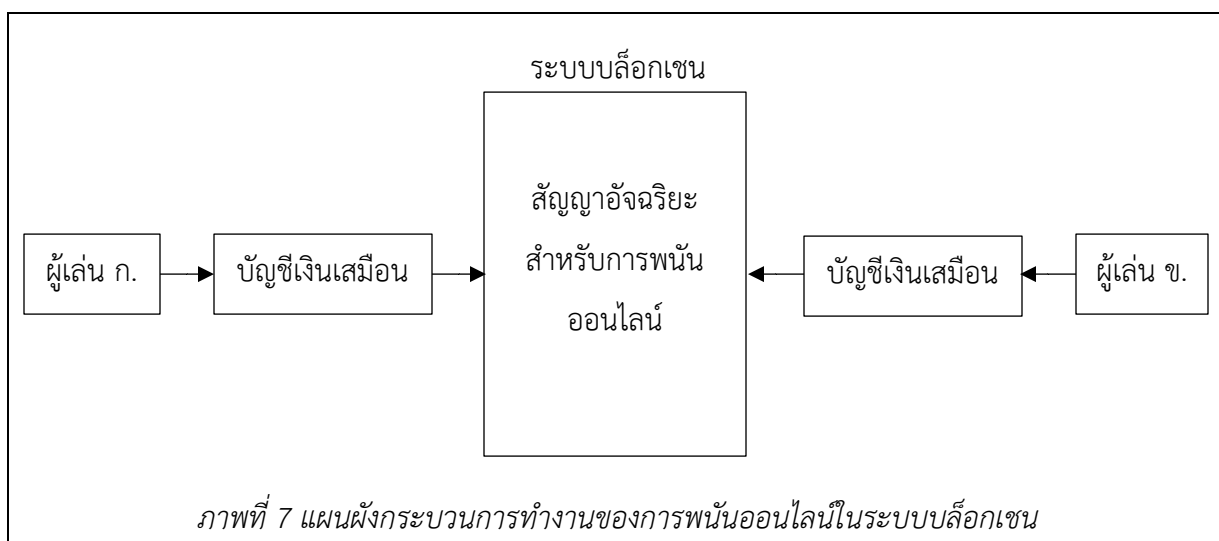 ระบบบล็อกเชน
สัญญาอัจฉริยะ
สำหรับการพนัน
ออนไลน์
ผู้เล่น ก.
บัญชีเงินเสมือน
บัญชีเงินเสมือน
ผู้เล่น ข.
ภาพที่ 7 แผนผังกระบวนการทำงานของการพนันออนไลน์ในระบบบล็อกเชน